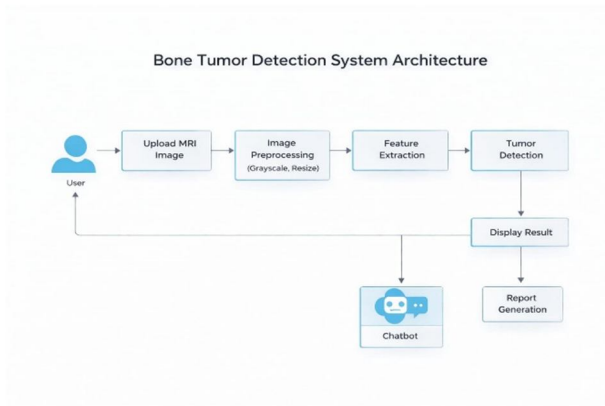 Bone Tumor Detection System Architecture
User
Upload MRI
Image
Image
Preprocessing
(Grayscale, Resize)
Feature
Extraction
Tumor
Detection
Display Result
Report
Generation
Chatbot